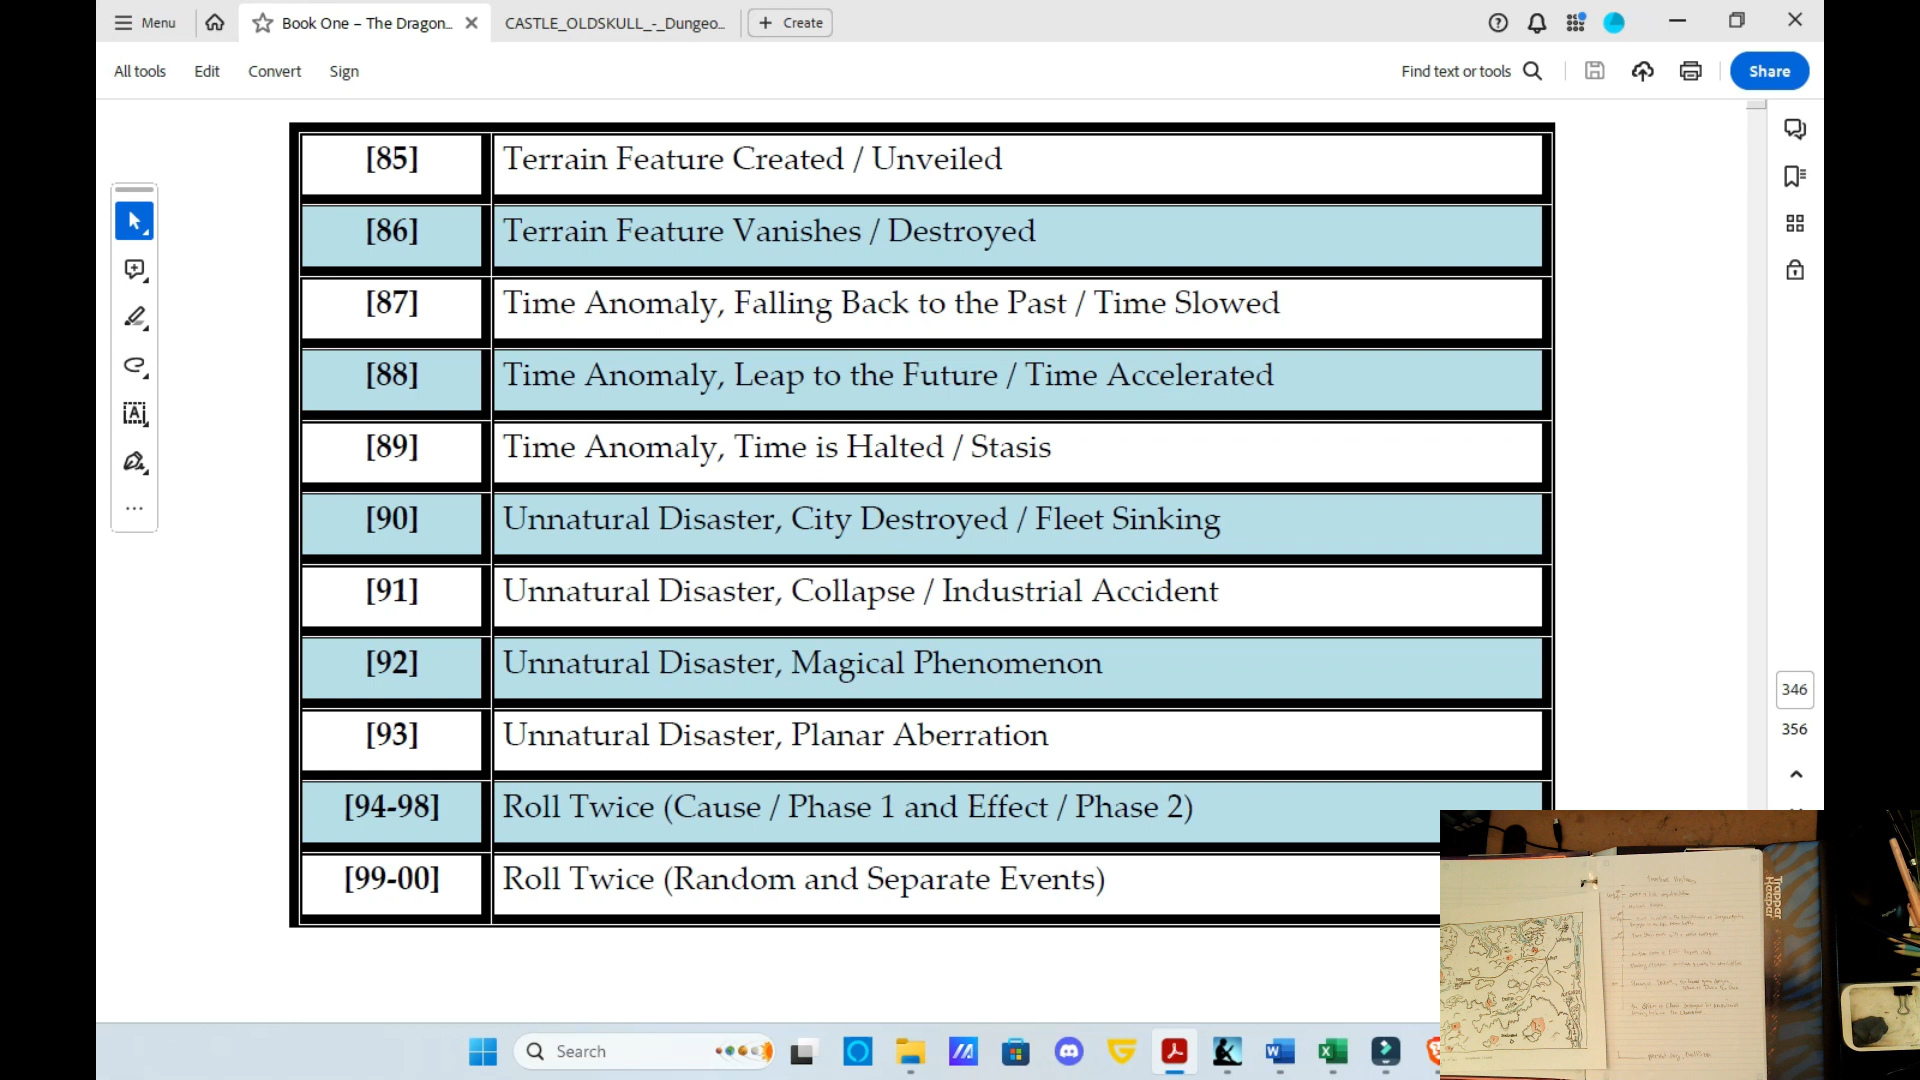 Menu
Book One – The Dragon...
CASTLE_OLDSKULL_-_Dungeo...
Create
All tools
Edit
Convert
Sign
Find text or tools
Share
[85] Terrain Feature Created / Unveiled
[86] Terrain Feature Vanishes / Destroyed
[87] Time Anomaly, Falling Back to the Past / Time Slowed
[88] Time Anomaly, Leap to the Future / Time Accelerated
[89] Time Anomaly, Time is Halted / Stasis
[90] Unnatural Disaster, City Destroyed / Fleet Sinking
[91] Unnatural Disaster, Collapse / Industrial Accident
[92] Unnatural Disaster, Magical Phenomenon
[93] Unnatural Disaster, Planar Aberration
[94-98] Roll Twice (Cause / Phase 1 and Effect / Phase 2)
[99-00] Roll Twice (Random and Separate Events)
346
356
Trapper
Keeper
Search